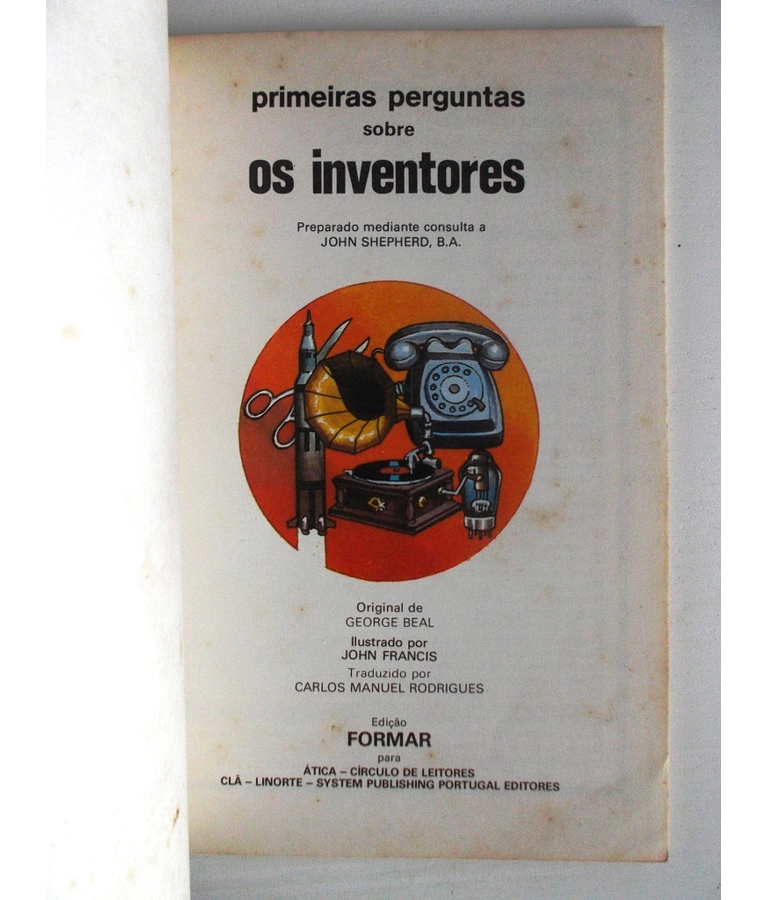 primeiras perguntas
sobre
os inventores
Preparado mediante consulta a
JOHN SHEPHERD, B.A.
Original de
GEORGE BEAL
Ilustrado por
JOHN FRANCIS
Traduzido por
CARLOS MANUEL RODRIGUES
Edição
FORMAR
para
ÁTICA – CÍRCULO DE LEITORES
CLÃ – LINORTE – SYSTEM PUBLISHING PORTUGAL EDITORES